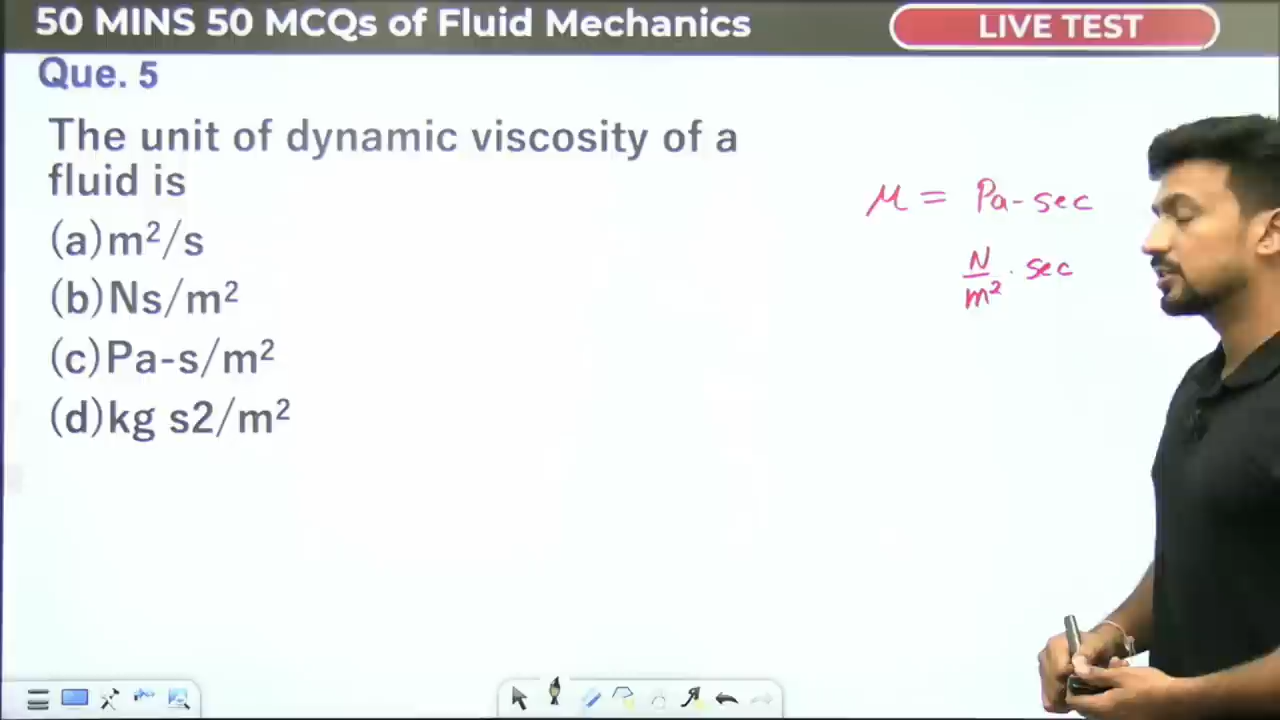 50 MINS 50 MCQs of Fluid Mechanics
LIVE TEST
Que. 5
The unit of dynamic viscosity of a
fluid is
(a)m²/s
(b)Ns/m²
(c)Pa-s/m²
(d)kg s2/m²
μ = Pa-sec
N/m² · sec